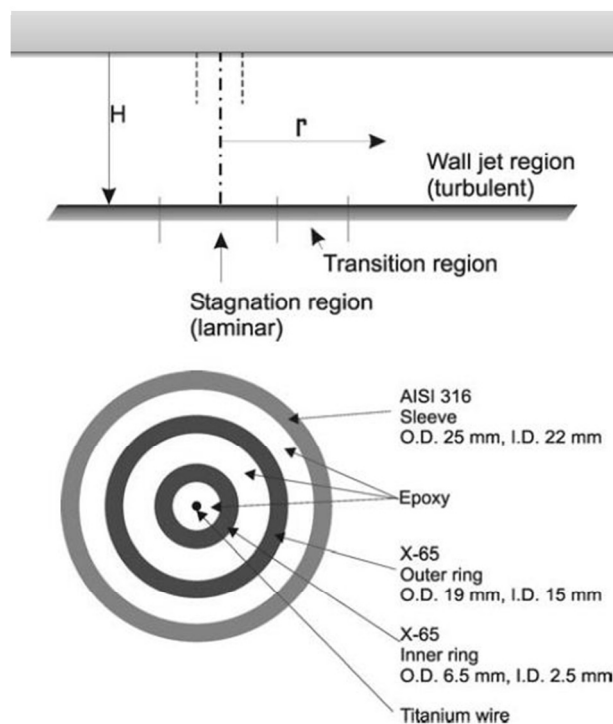 H
r
Wall jet region
(turbulent)
Transition region
Stagnation region
(laminar)
AISI 316
Sleeve
O.D. 25 mm, I.D. 22 mm
Epoxy
X-65
Outer ring
O.D. 19 mm, I.D. 15 mm
X-65
Inner ring
O.D. 6.5 mm, I.D. 2.5 mm
Titanium wire